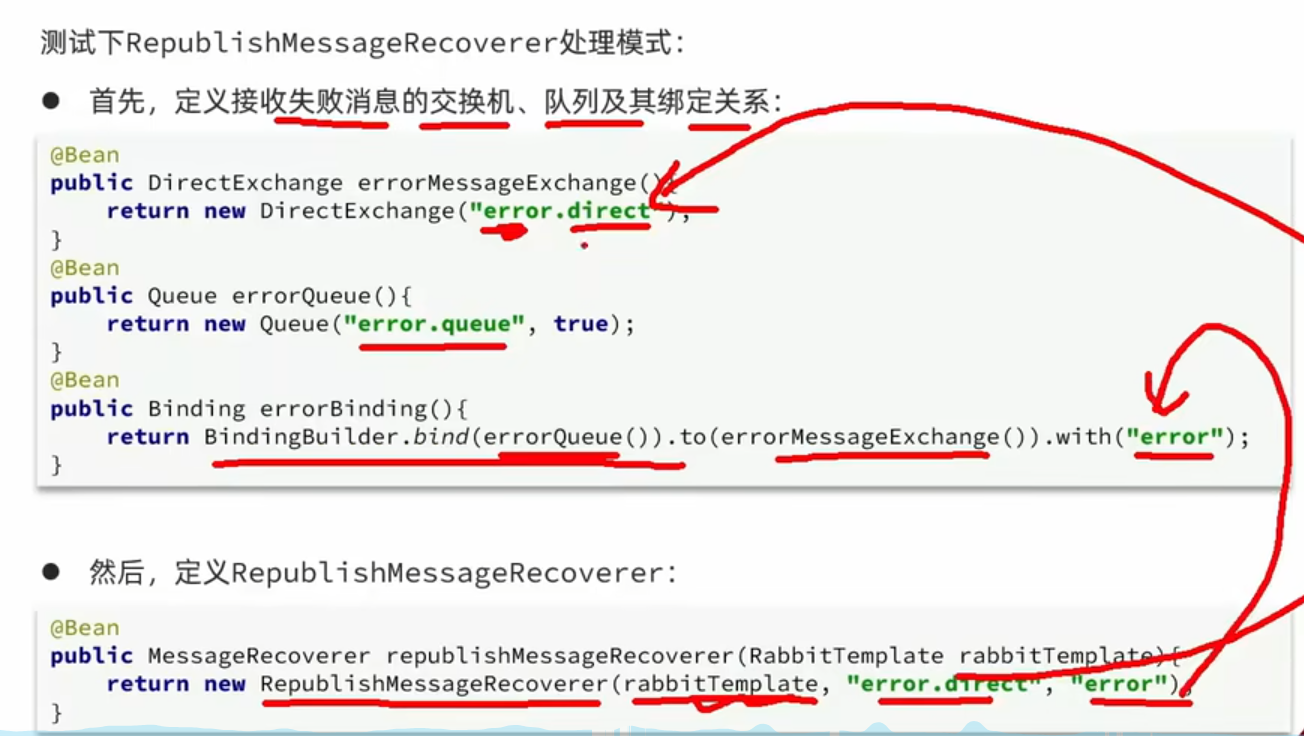 测试下RepublishMessageRecoverer处理模式：
● 首先，定义接收失败消息的交换机、队列及其绑定关系：
@Bean
public DirectExchange errorMessageExchange(){
    return new DirectExchange("error.direct");
}
@Bean
public Queue errorQueue(){
    return new Queue("error.queue", true);
}
@Bean
public Binding errorBinding(){
    return BindingBuilder.bind(errorQueue()).to(errorMessageExchange()).with("error");
}
● 然后，定义RepublishMessageRecoverer：
@Bean
public MessageRecoverer republishMessageRecoverer(RabbitTemplate rabbitTemplate){
    return new RepublishMessageRecoverer(rabbitTemplate, "error.direct", "error");
}